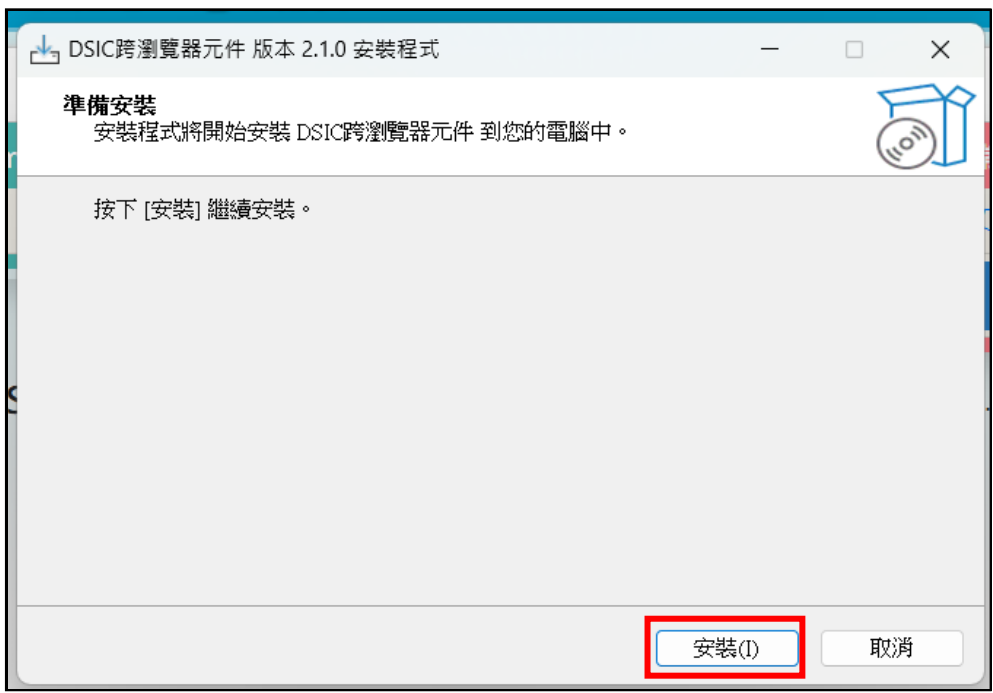 DSIC跨瀏覽器元件 版本 2.1.0 安裝程式
準備安裝
安裝程式將開始安裝 DSIC跨瀏覽器元件 到您的電腦中。
按下 [安裝] 繼續安裝。
安裝(I)
取消